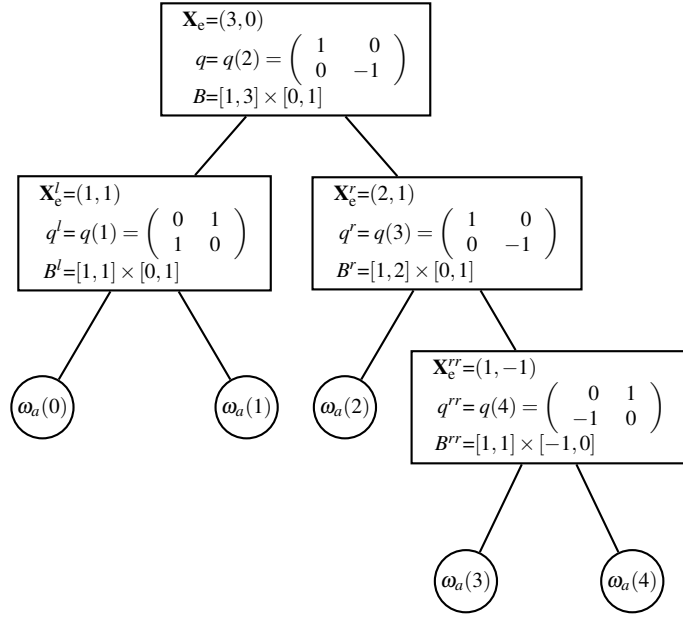 X_e=(3,0)
q= q(2) = ( 1 0
0 −1 )
B=[1,3] × [0,1]
X_e^l=(1,1)
q^l= q(1) = ( 0 1
1 0 )
B^l=[1,1] × [0,1]
X_e^r=(2,1)
q^r= q(3) = ( 1 0
0 −1 )
B^r=[1,2] × [0,1]
X_e^{rr}=(1,−1)
q^{rr}= q(4) = ( 0 1
−1 0 )
B^{rr}=[1,1] × [−1,0]
ω_a(0)
ω_a(1)
ω_a(2)
ω_a(3)
ω_a(4)